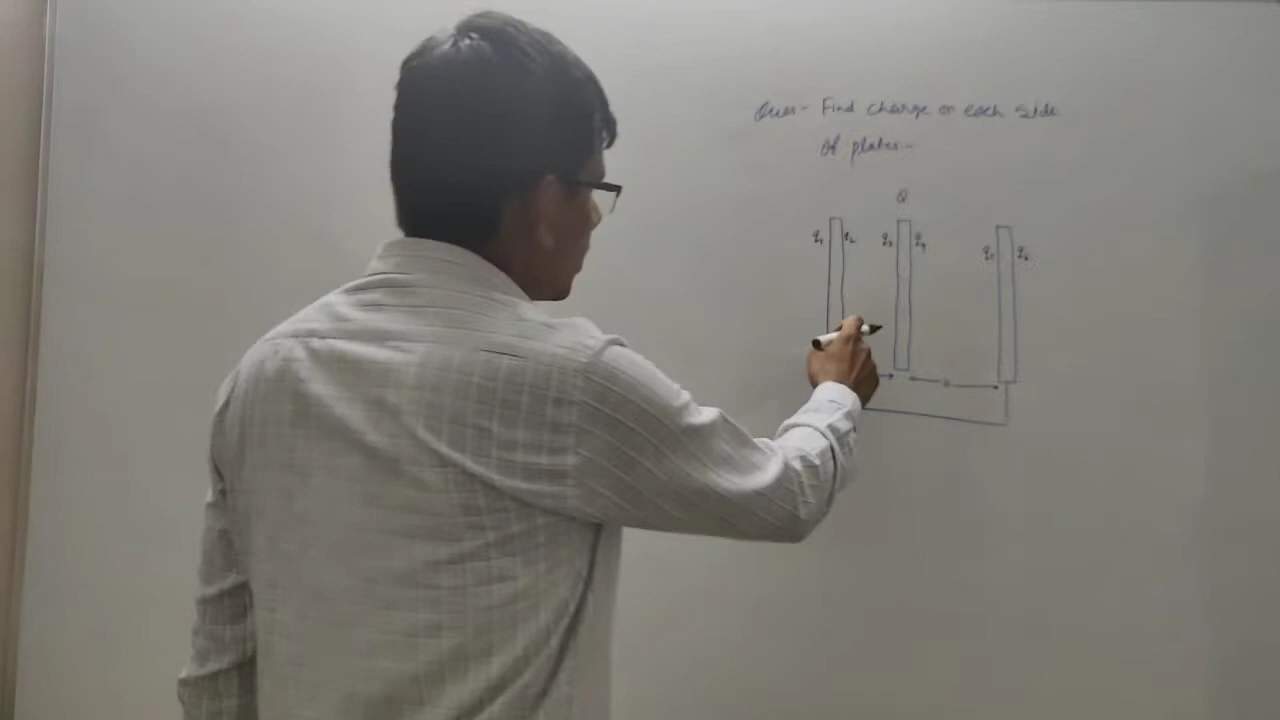 Ques- Find charge on each side
of plates:-
Q
q₁ q₂ q₃ q₄ q₅ q₆